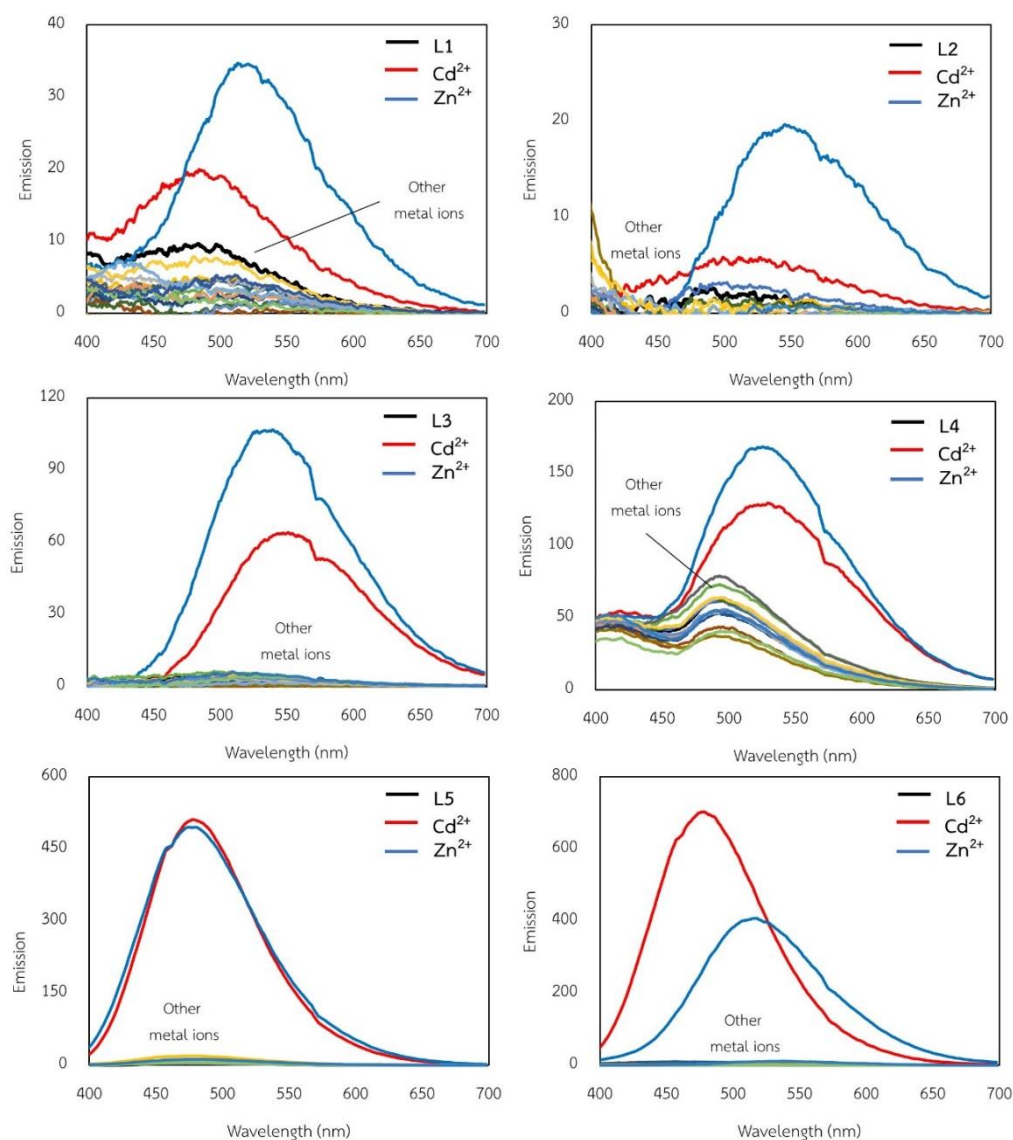 40
30
20
10
0
Emission
L1
Cd²⁺
Zn²⁺
Other
metal ions
400 450 500 550 600 650 700
Wavelength (nm)
30
20
10
0
Emission
L2
Cd²⁺
Zn²⁺
Other
metal ions
400 450 500 550 600 650 700
Wavelength (nm)
120
90
60
30
0
Emission
L3
Cd²⁺
Zn²⁺
Other
metal ions
400 450 500 550 600 650 700
Wavelength (nm)
200
150
100
50
0
Emission
L4
Cd²⁺
Zn²⁺
Other
metal ions
400 450 500 550 600 650 700
Wavelength (nm)
600
450
300
150
0
Emission
L5
Cd²⁺
Zn²⁺
Other
metal ions
400 450 500 550 600 650 700
Wavelength (nm)
800
600
400
200
0
Emission
L6
Cd²⁺
Zn²⁺
Other
metal ions
400 450 500 550 600 650 700
Wavelength (nm)